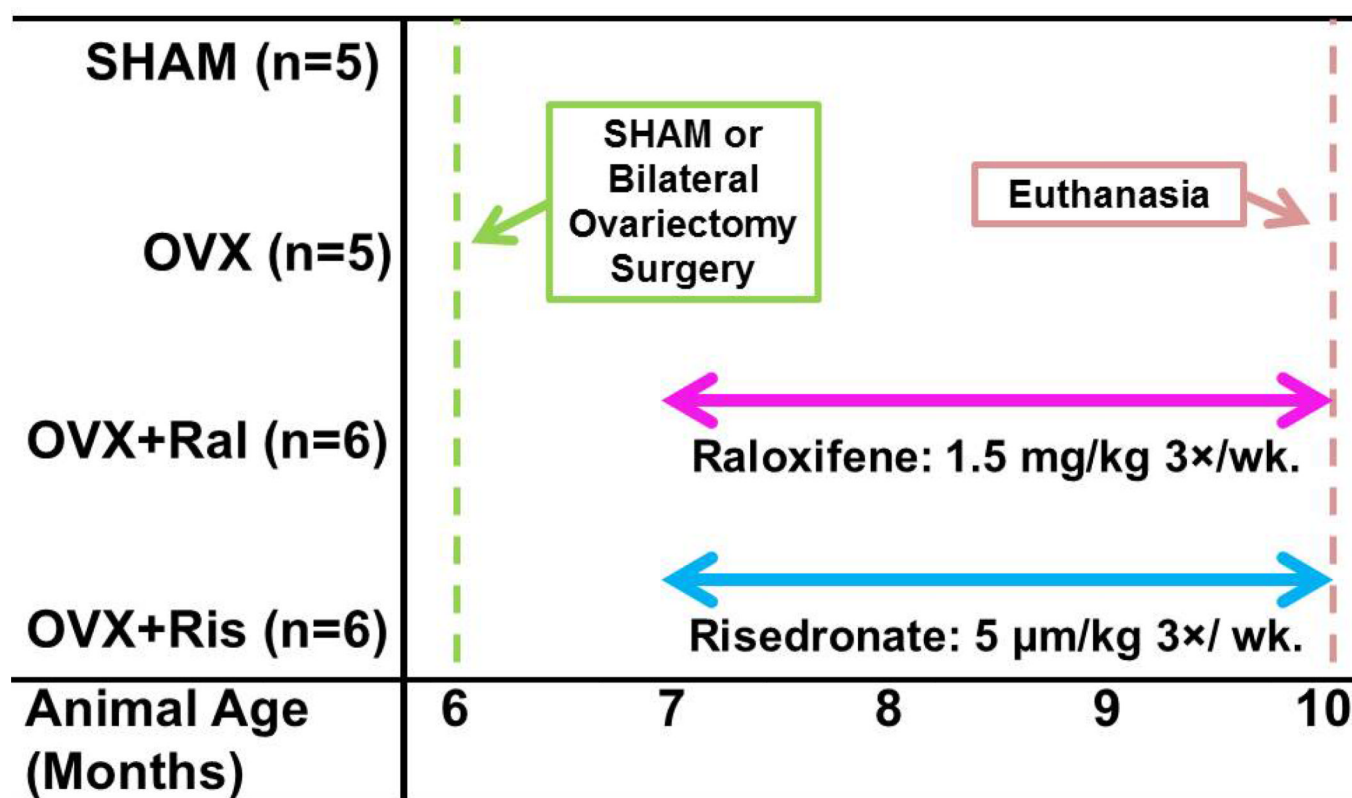 SHAM (n=5)
SHAM or
Bilateral
Ovariectomy
Surgery
Euthanasia
OVX (n=5)
OVX+Ral (n=6)
Raloxifene: 1.5 mg/kg 3×/wk.
OVX+Ris (n=6)
Risedronate: 5 µm/kg 3×/ wk.
Animal Age
(Months)
6 7 8 9 10